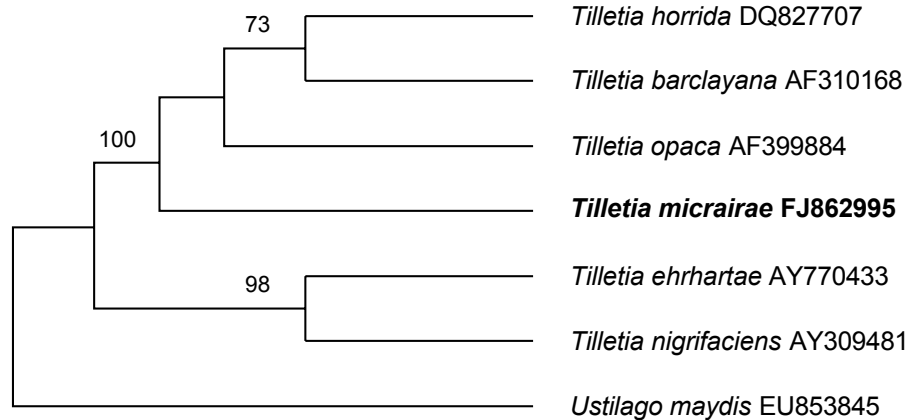 73
Tilletia horrida DQ827707
Tilletia barclayana AF310168
100
Tilletia opaca AF399884
Tilletia micrairae FJ862995
98
Tilletia ehrhartae AY770433
Tilletia nigrifaciens AY309481
Ustilago maydis EU853845